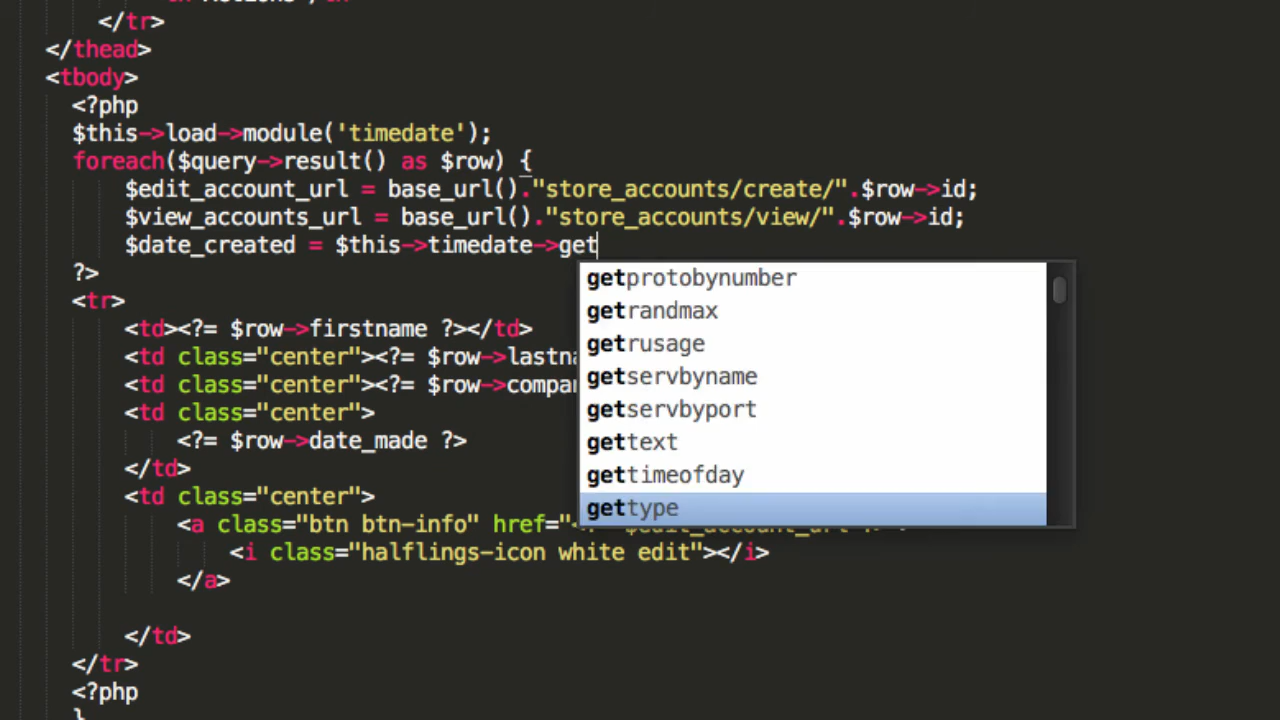 </tr>
</thead>
<tbody>
<?php
$this->load->module('timedate');
foreach($query->result() as $row) {
$edit_account_url = base_url()."store_accounts/create/".$row->id;
$view_accounts_url = base_url()."store_accounts/view/".$row->id;
$date_created = $this->timedate->get
?>
getprotobynumber
<tr>
getrandmax
<td><?= $row->firstname ?></td>
getrusage
<td class="center"><?= $row->lastna
getservbyname
<td class="center"><?= $row->compan
getservbyport
<td class="center">
gettext
<?= $row->date_made ?>
gettimeofday
</td>
gettype
<td class="center">
<a class="btn btn-info" href="<?= $edit_account_url ?>">
<i class="halflings-icon white edit"></i>
</a>
</td>
</tr>
<?php
}